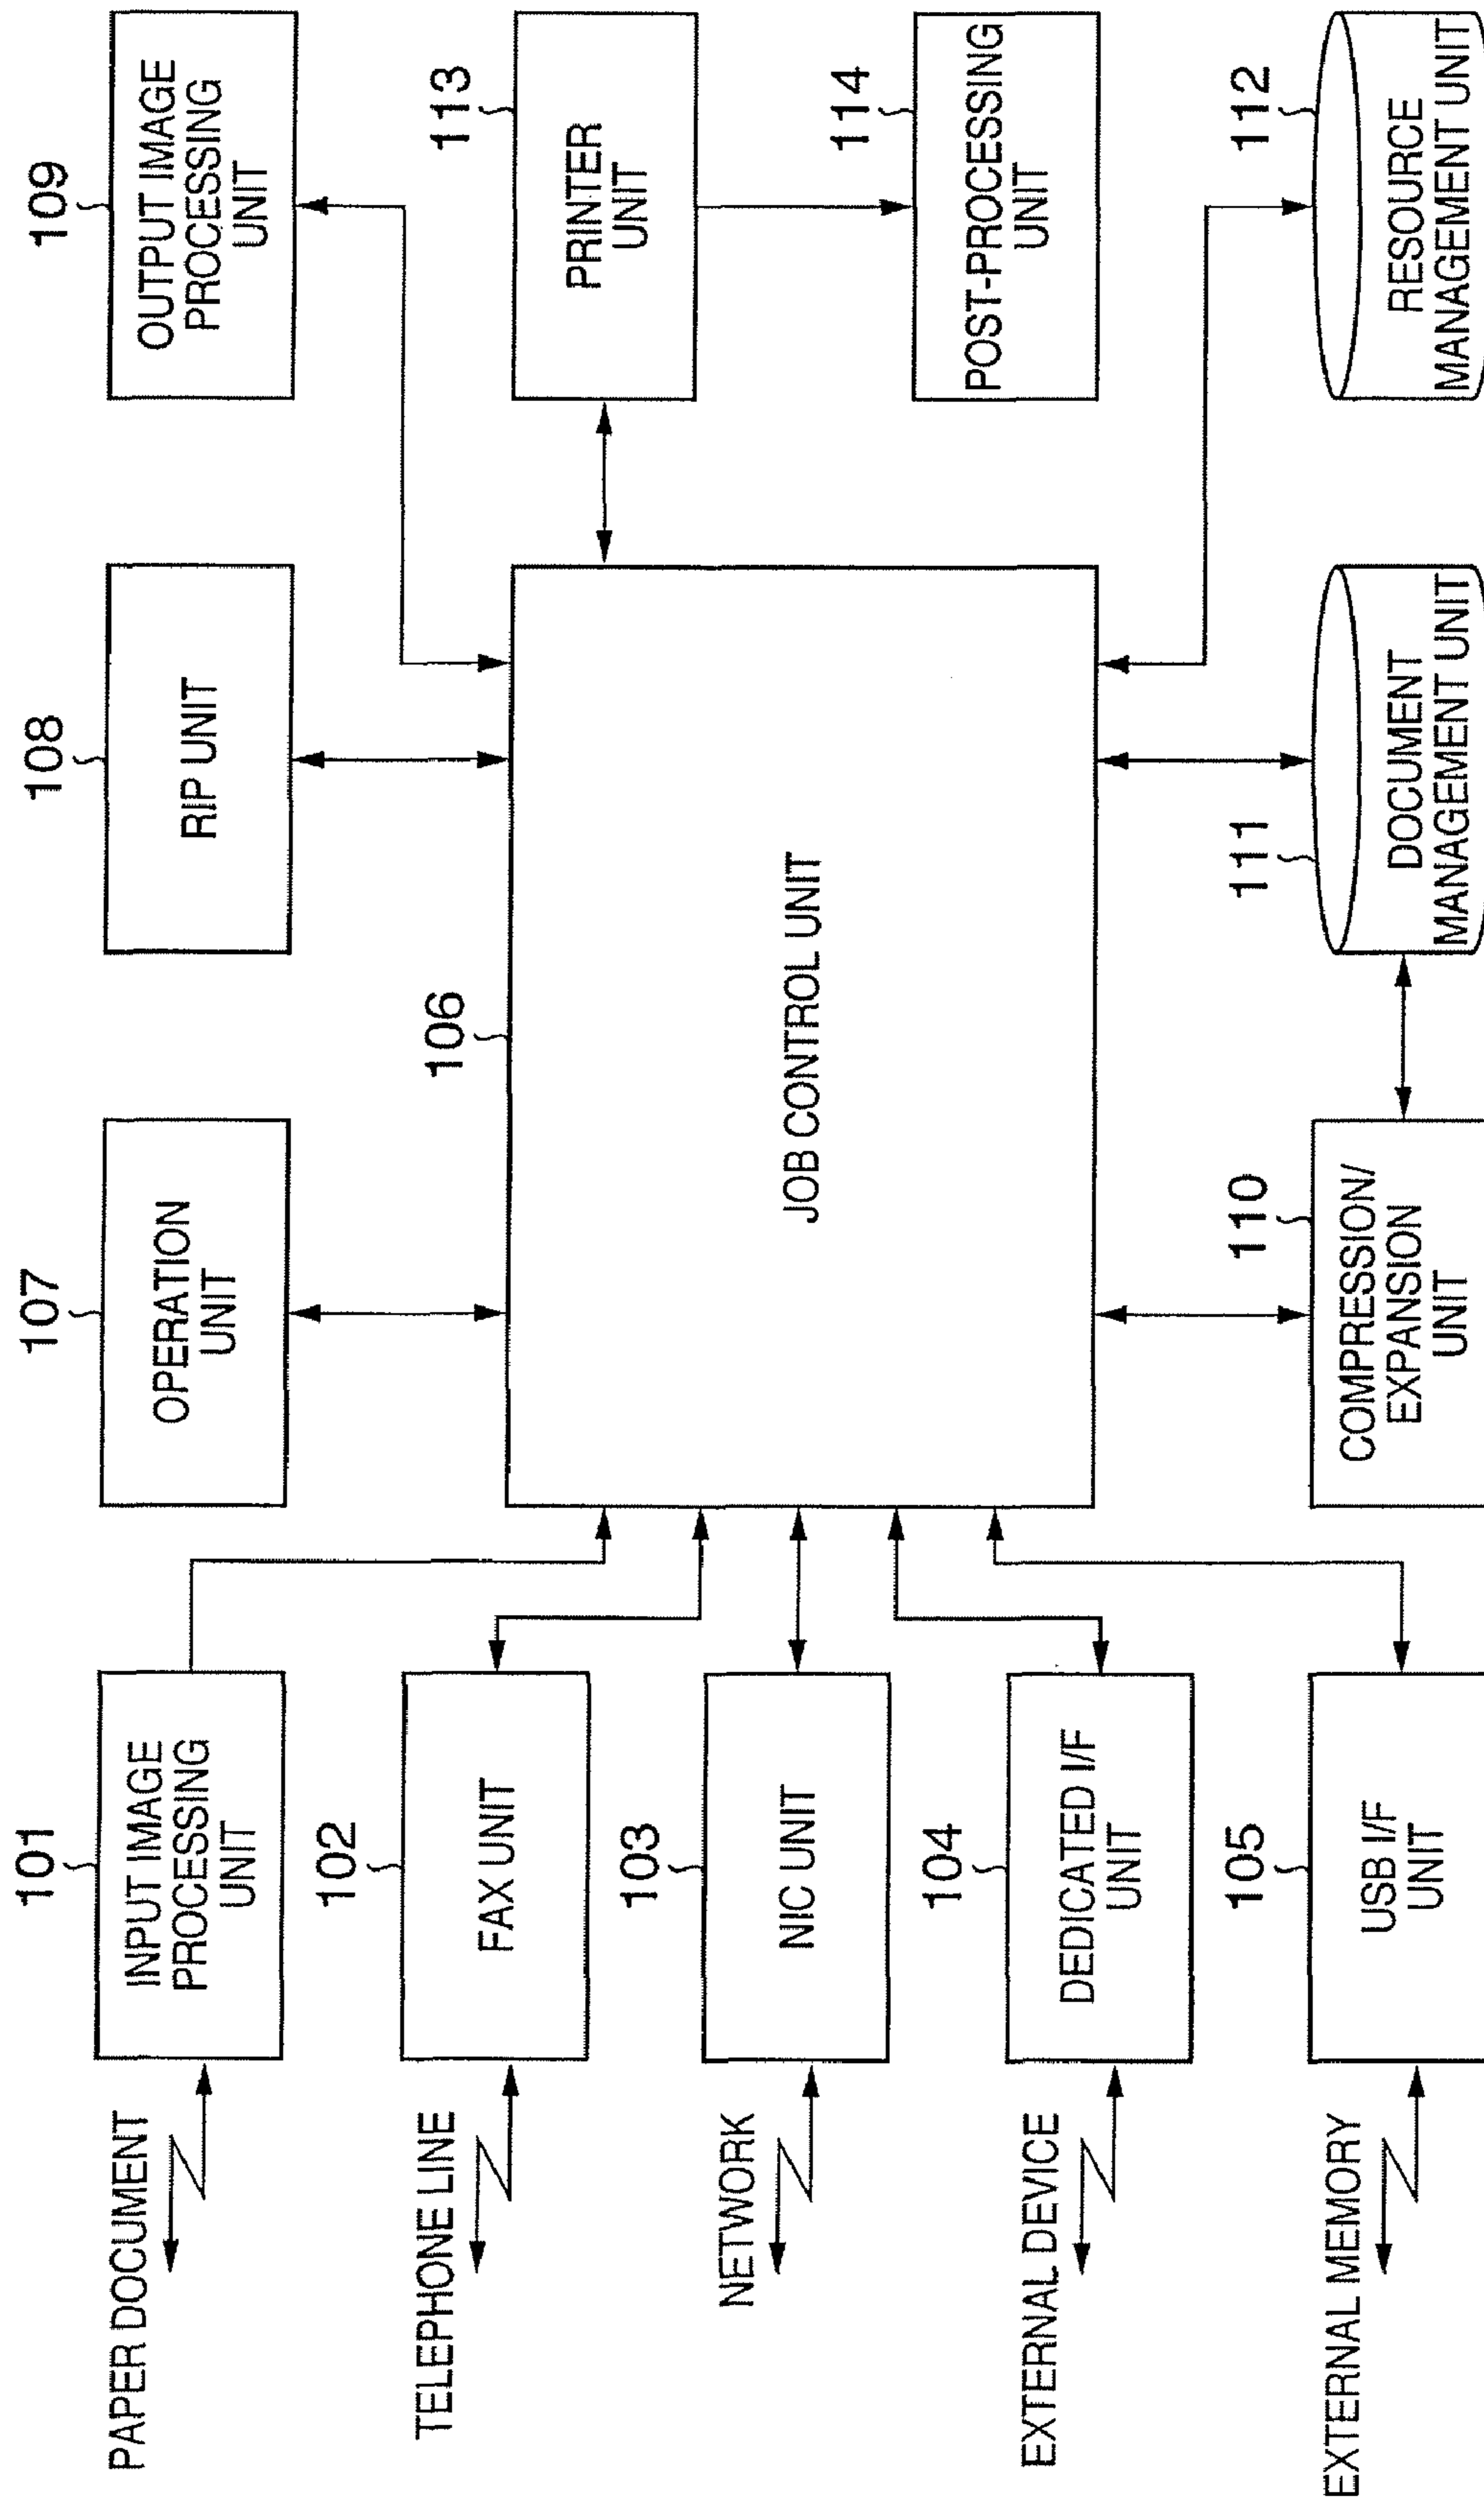 107
OPERATION
UNIT
108
RIP UNIT
109
OUTPUT IMAGE
PROCESSING
UNIT
PAPER DOCUMENT
101
INPUT IMAGE
PROCESSING
UNIT
TELEPHONE LINE
102
FAX UNIT
NETWORK
103
NIC UNIT
EXTERNAL DEVICE
104
DEDICATED I/F
UNIT
EXTERNAL MEMORY
105
USB I/F
UNIT
106
JOB CONTROL UNIT
113
PRINTER
UNIT
114
POST-PROCESSING
UNIT
110
COMPRESSION/
EXPANSION
UNIT
111
DOCUMENT
MANAGEMENT UNIT
112
RESOURCE
MANAGEMENT UNIT